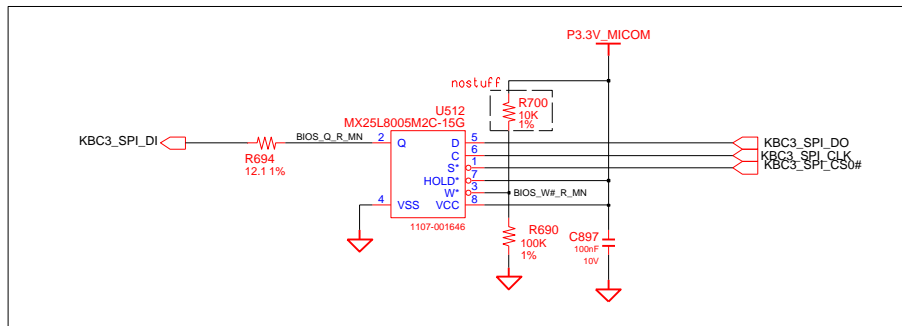 P3.3V_MICOM
nostuff
R700
10K
1%
U512
MX25L8005M2C-15G
KBC3_SPI_DI
R694
12.1 1%
BIOS_Q_R_MN
2 Q D 5
C 6
S* 1
HOLD* 7
W* 3
4 VSS VCC 8
1107-001646
KBC3_SPI_DO
KBC3_SPI_CLK
KBC3_SPI_CS0#
BIOS_W#_R_MN
R690
100K
1%
C897
100nF
10V